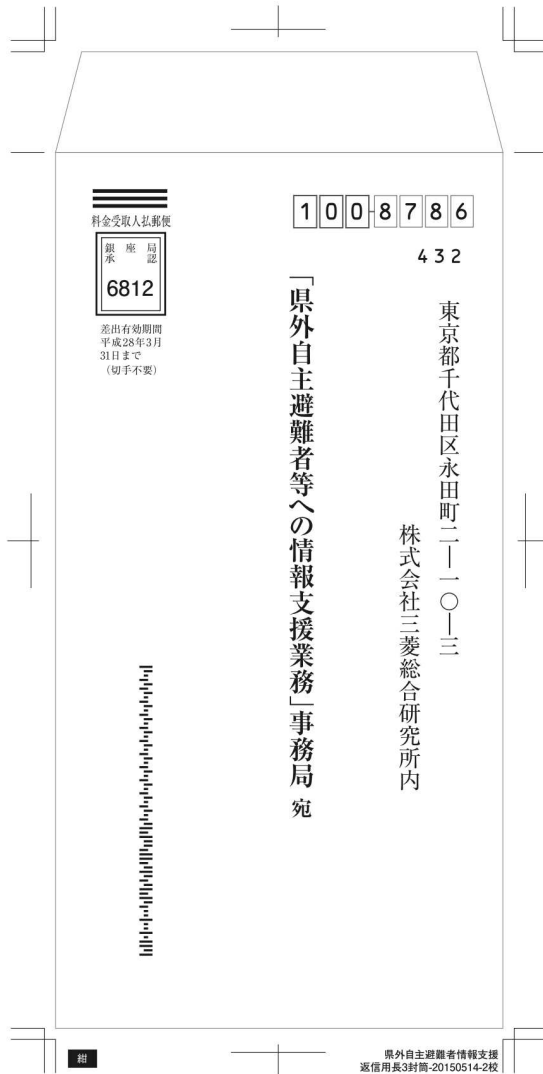 料金受取人払郵便
銀座局
承認
6812
差出有効期間
平成28年3月
31日まで
（切手不要）
100-8786
432
東京都千代田区永田町二―一〇―三
株式会社三菱総合研究所内
「県外自主避難者等への情報支援業務」事務局 宛
紺
県外自主避難者情報支援
返信用長3封筒-20150514-2校